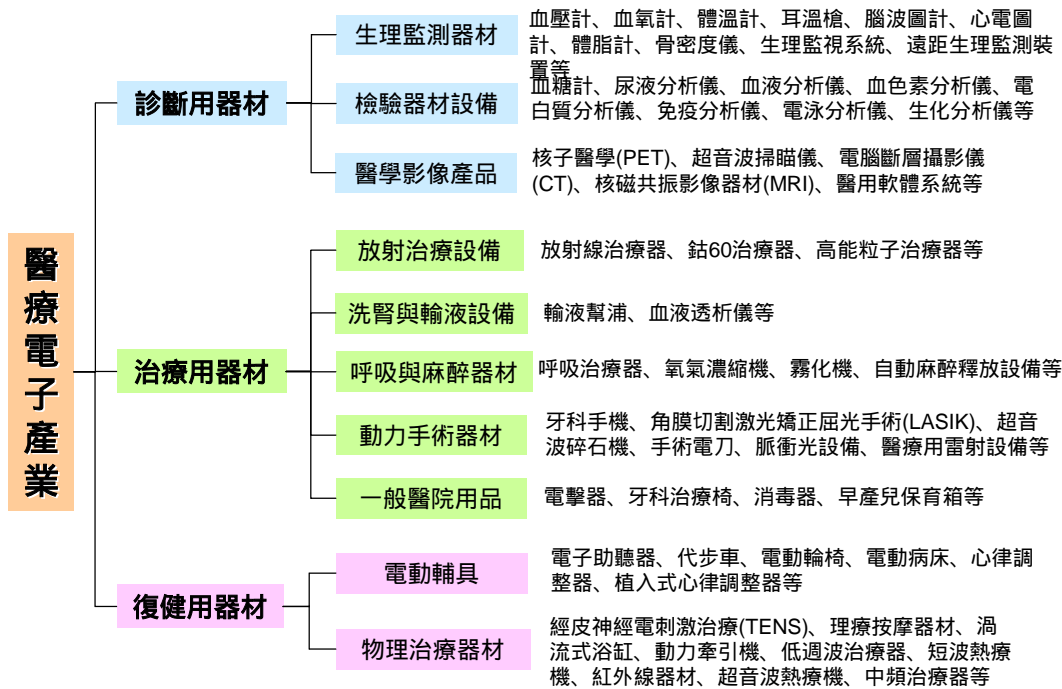 醫療電子產業
診斷用器材
生理監測器材
血壓計、血氧計、體溫計、耳溫槍、腦波圖計、心電圖
計、體脂計、骨密度儀、生理監視系統、遠距生理監測裝
置等
檢驗器材設備
血糖計、尿液分析儀、血液分析儀、血色素分析儀、電
白質分析儀、免疫分析儀、電泳分析儀、生化分析儀等
醫學影像產品
核子醫學(PET)、超音波掃瞄儀、電腦斷層攝影儀
(CT)、核磁共振影像器材(MRI)、醫用軟體系統等
治療用器材
放射治療設備
放射線治療器、鈷60治療器、高能粒子治療器等
洗腎與輸液設備
輸液幫浦、血液透析儀等
呼吸與麻醉器材
呼吸治療器、氧氣濃縮機、霧化機、自動麻醉釋放設備等
動力手術器材
牙科手機、角膜切割激光矯正屈光手術(LASIK)、超音
波碎石機、手術電刀、脈衝光設備、醫療用雷射設備等
一般醫院用品
電擊器、牙科治療椅、消毒器、早產兒保育箱等
復健用器材
電動輔具
電子助聽器、代步車、電動輪椅、電動病床、心律調
整器、植入式心律調整器等
物理治療器材
經皮神經電刺激治療(TENS)、理療按摩器材、渦
流式浴缸、動力牽引機、低週波治療器、短波熱療
機、紅外線器材、超音波熱療機、中頻治療器等